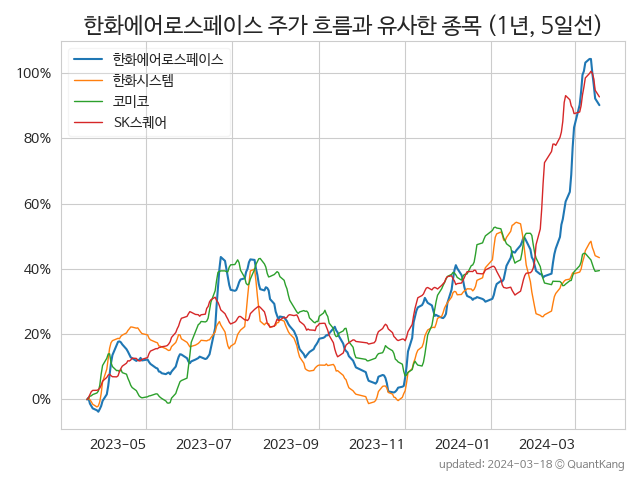 한화에어로스페이스 주가 흐름과 유사한 종목 (1년, 5일선)
한화에어로스페이스
한화시스템
코미코
SK스퀘어
100%
80%
60%
40%
20%
0%
2023-05 2023-07 2023-09 2023-11 2024-01 2024-03
updated: 2024-03-18 © QuantKang